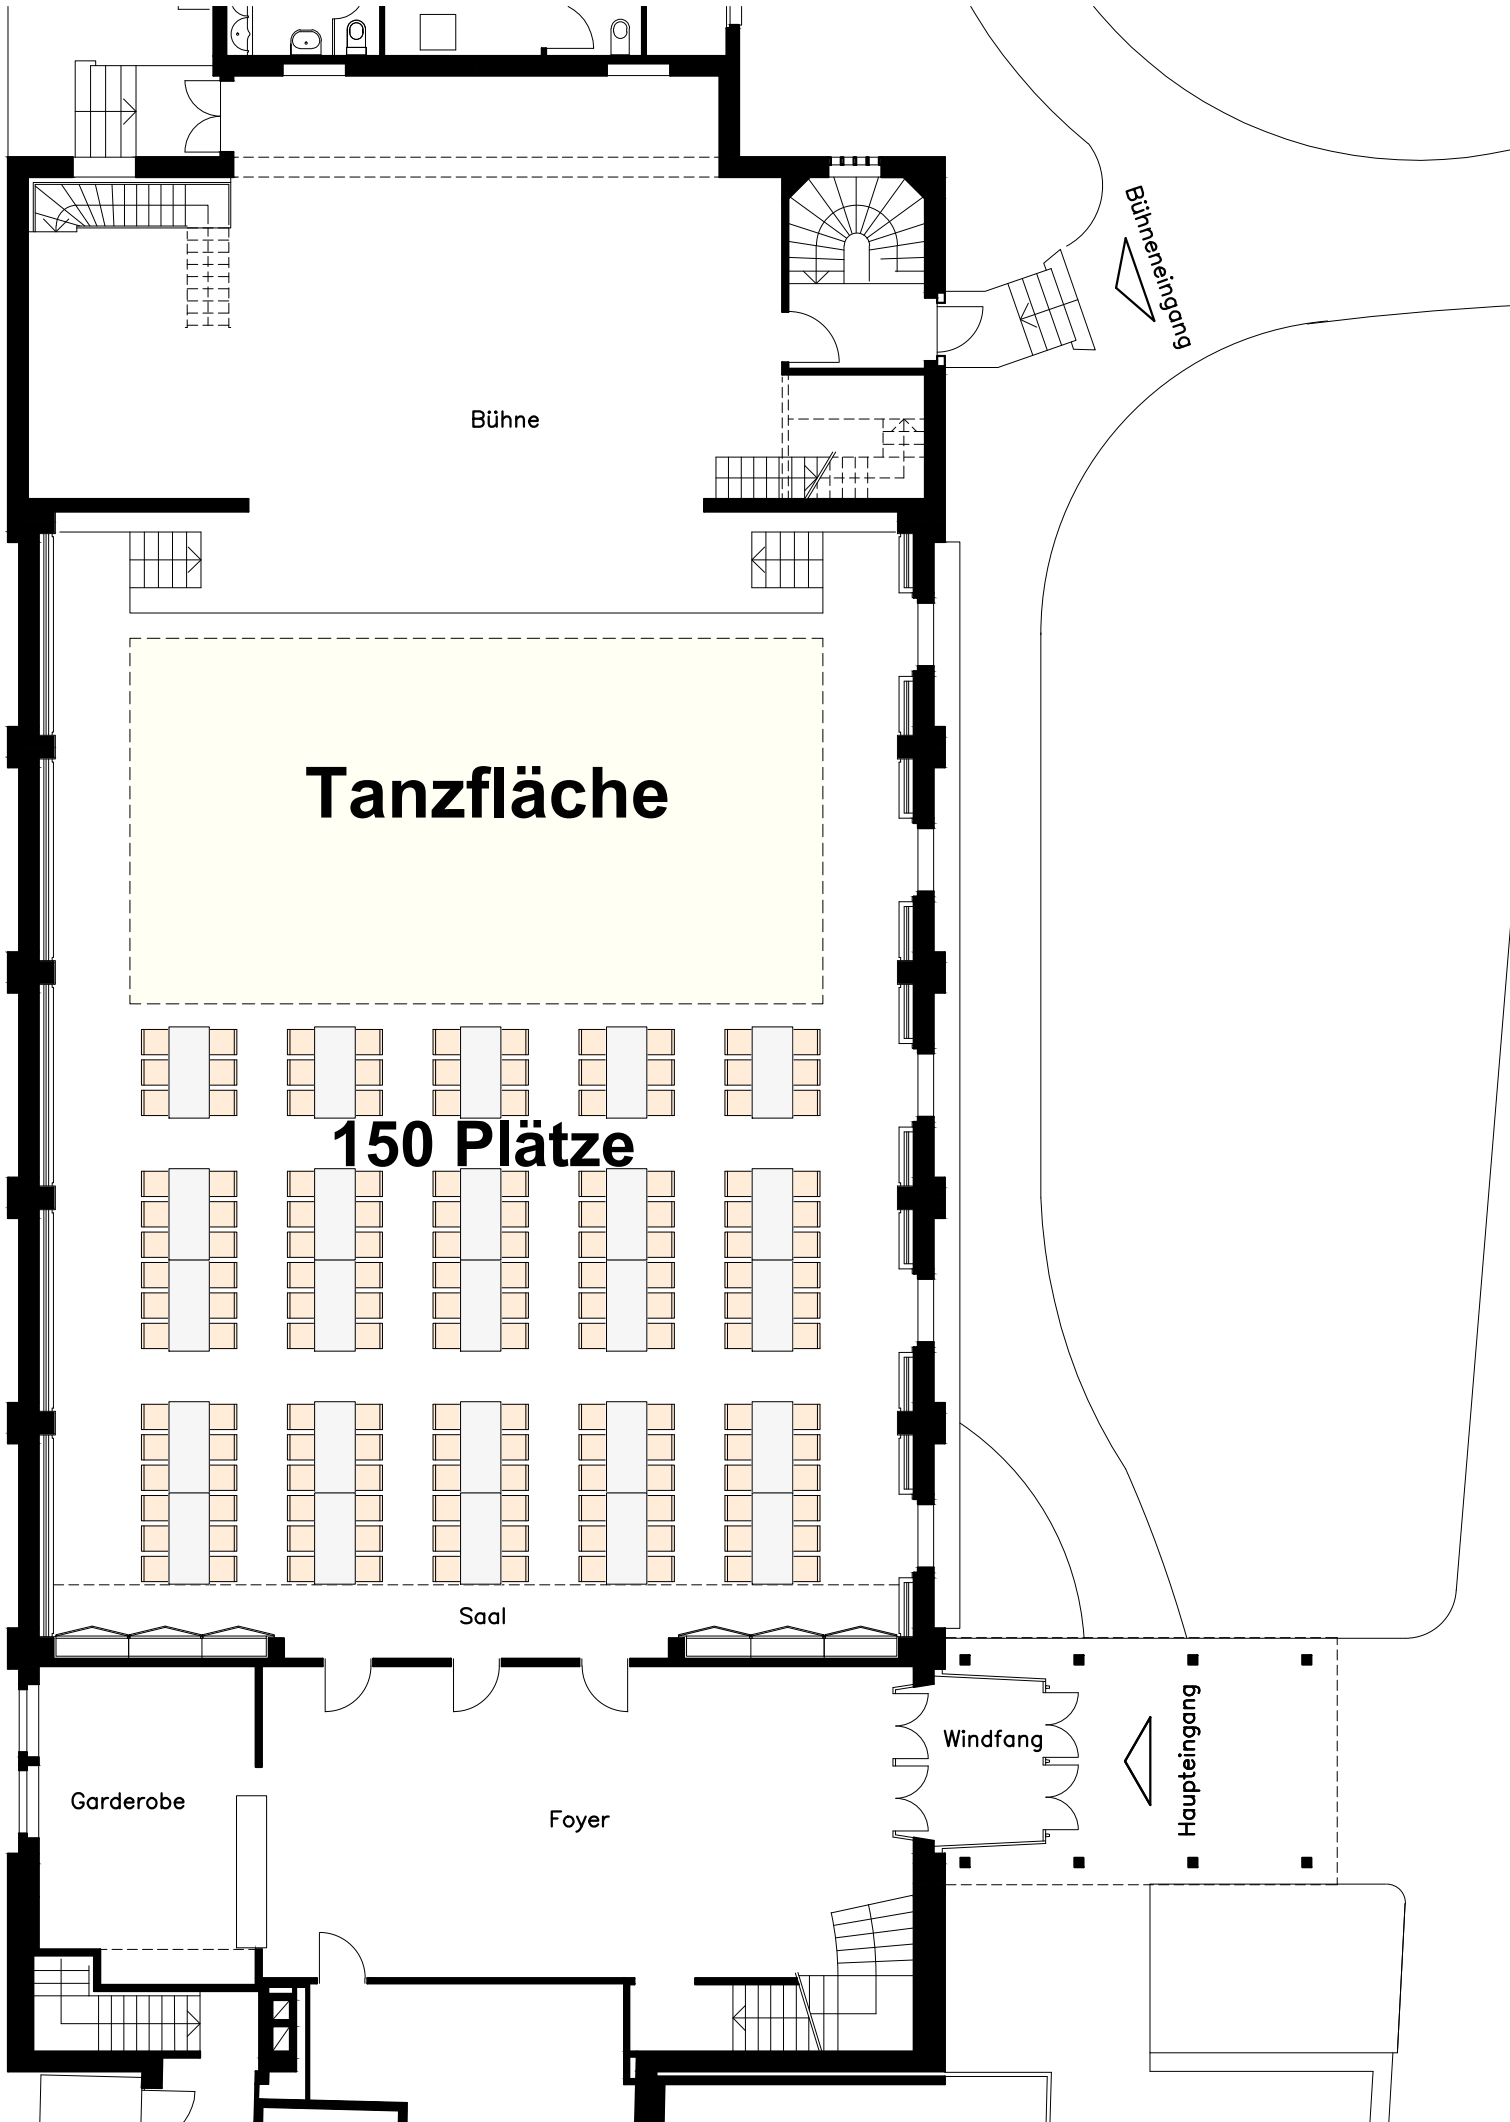 Bühneneingang
Bühne
Tanzfläche
150 Plätze
Saal
Windfang
Haupteingang
Garderobe
Foyer